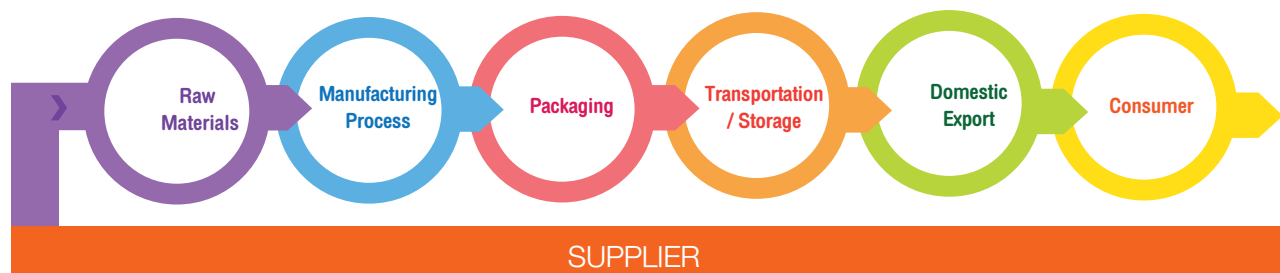 Raw
Materials
Manufacturing
Process
Packaging
Transportation
/ Storage
Domestic
Export
Consumer
SUPPLIER